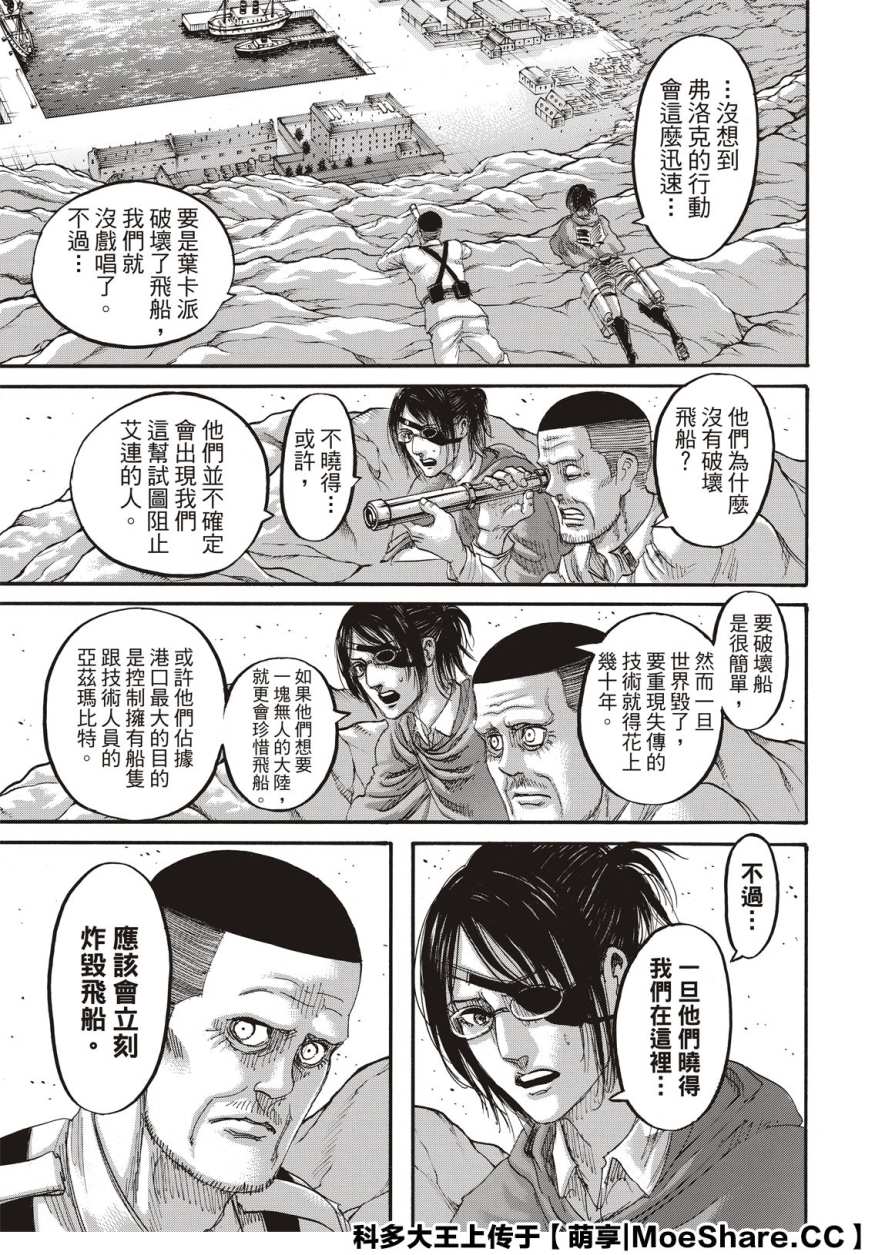 …沒想到
弗洛克的行動
會這麼迅速…
要是葉卡派
破壞了飛船，
我們就
沒戲唱了。
不過…
他們為什麼
沒有破壞
飛船？
不曉得…
或許，
他們並不確定
會出現我們
這幫試圖阻止
艾連的人。
要破壞船
是很簡單，
然而一旦
世界毀了，
要重現失傳的
技術就得花上
幾十年。
如果他們想要
一塊無人的大陸，
就更會珍惜飛船。
或許他們佔據
港口最大的目的
是控制擁有船隻
跟技術人員的
亞茲瑪比特。
不過…
一旦他們曉得
我們在這裡…
應該會立刻
炸毀飛船。
科多大王上传于【萌享|MoeShare.CC】